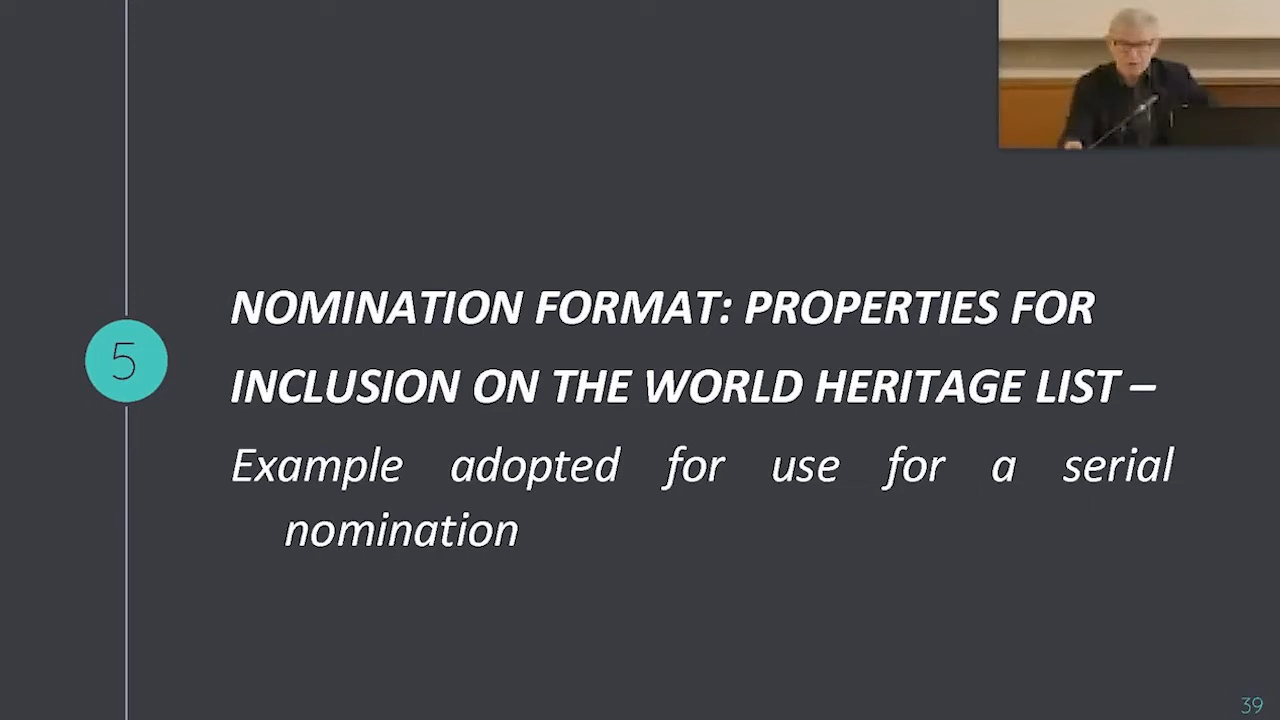 5
NOMINATION FORMAT: PROPERTIES FOR
INCLUSION ON THE WORLD HERITAGE LIST –
Example adopted for use for a serial
nomination
39